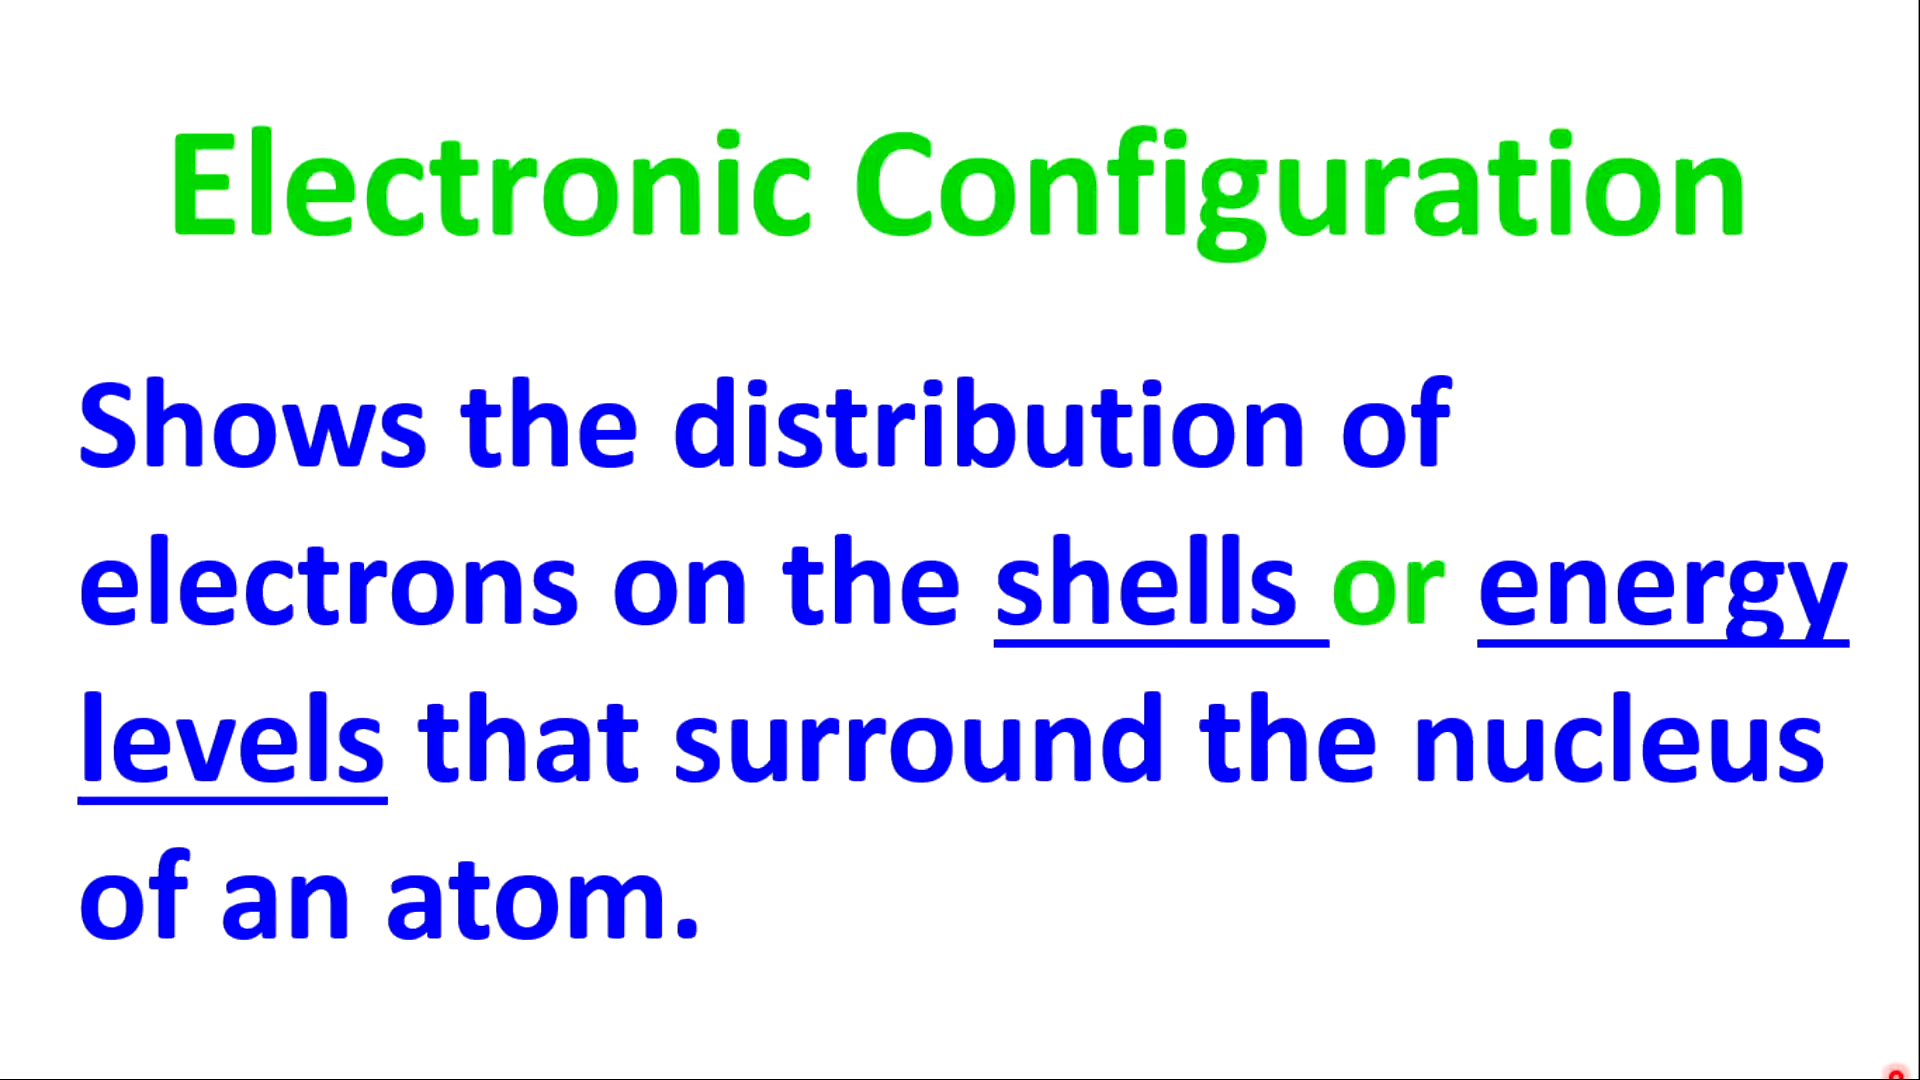 Electronic Configuration
Shows the distribution of
electrons on the shells or energy
levels that surround the nucleus
of an atom.